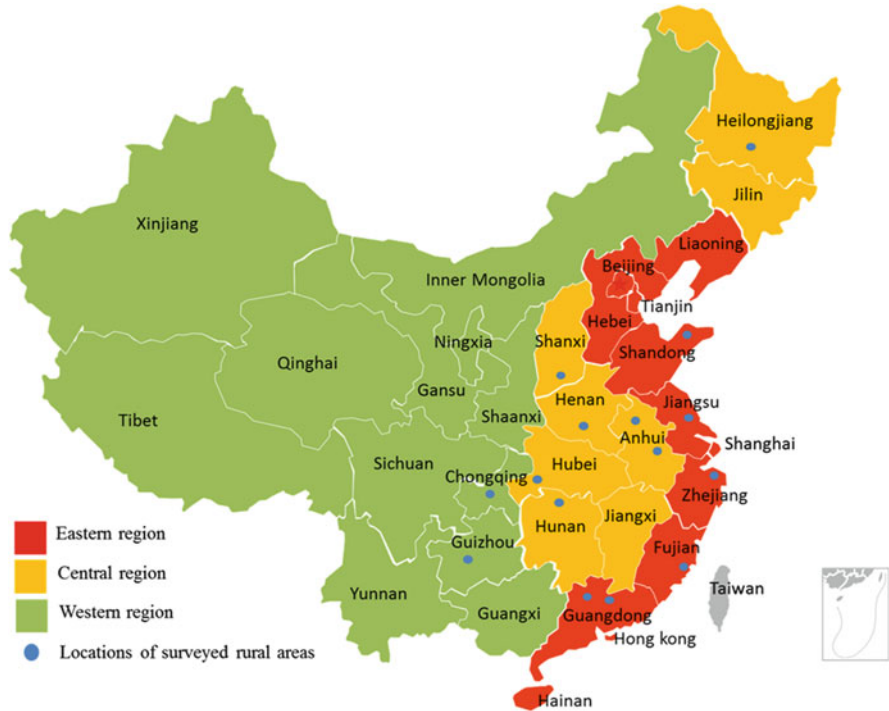 Heilongjiang
Jilin
Xinjiang
Liaoning
Beijing
Inner Mongolia
Tianjin
Hebei
Ningxia
Shanxi
Shandong
Qinghai
Gansu
Henan
Jiangsu
Tibet
Shaanxi
Anhui
Shanghai
Sichuan
Hubei
Chongqing
Zhejiang
Jiangxi
Hunan
Eastern region
Guizhou
Fujian
Central region
Taiwan
Yunnan
Western region
Guangxi
Guangdong
Hong kong
Locations of surveyed rural areas
Hainan